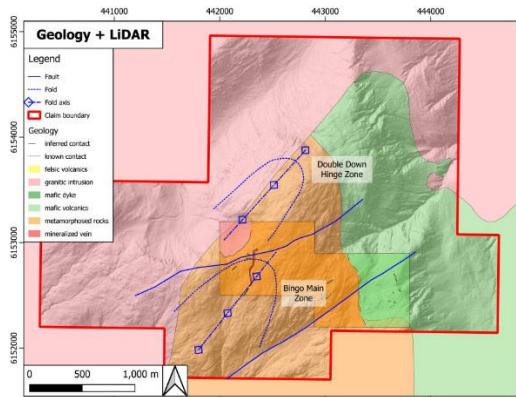 441000 442000 443000 444000
6155000
Geology + LiDAR
Legend
Fault
Fold
Fold axis
Claim boundary
Geology
inferred contact
known contact
felsic volcanics
granitic intrusion
mafic dyke
mafic volcanics
metamorphosed rocks
mineralized vein
6154000
Double Down
Hinge Zone
6153000
Bingo Main
Zone
6152000
0 500 1,000 m